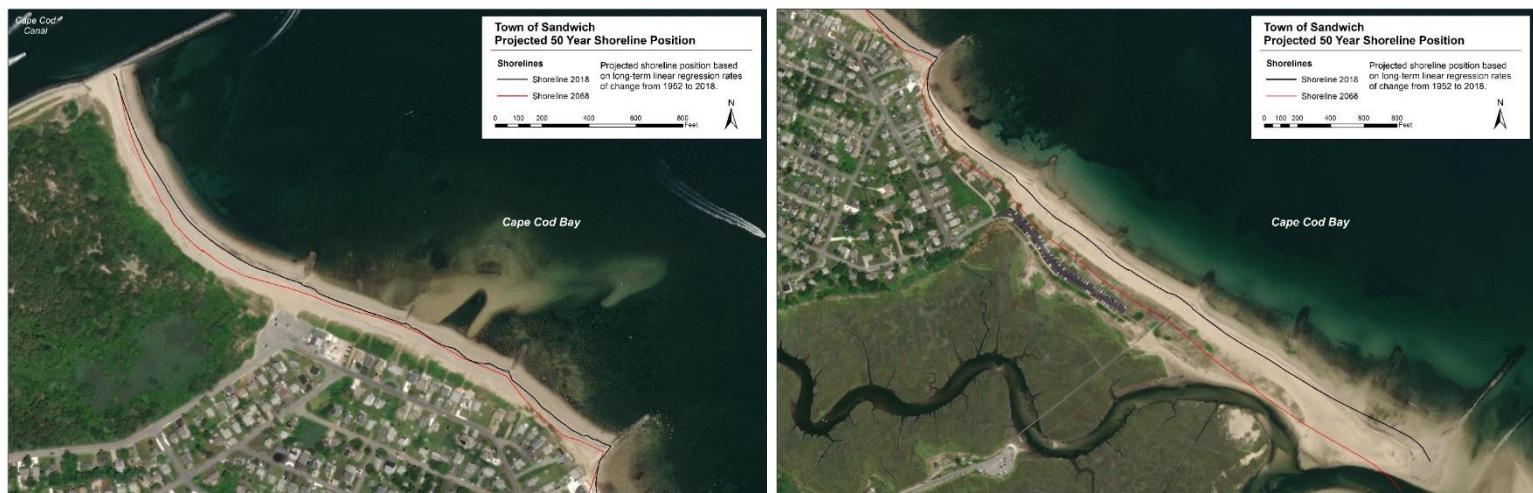 Cape Cod
Canal
Town of Sandwich
Projected 50 Year Shoreline Position
Shorelines
Shoreline 2018
Shoreline 2068
Projected shoreline position based
on long-term linear regression rates
of change from 1952 to 2018.
N
0 50 100 200 400 600 800
Feet
Cape Cod Bay
Town of Sandwich
Projected 50 Year Shoreline Position
Shorelines
Shoreline 2018
Shoreline 2068
Projected shoreline position based
on long-term linear regression rates
of change from 1952 to 2018.
N
0 50 100 200 400 600 800
Feet
Cape Cod Bay